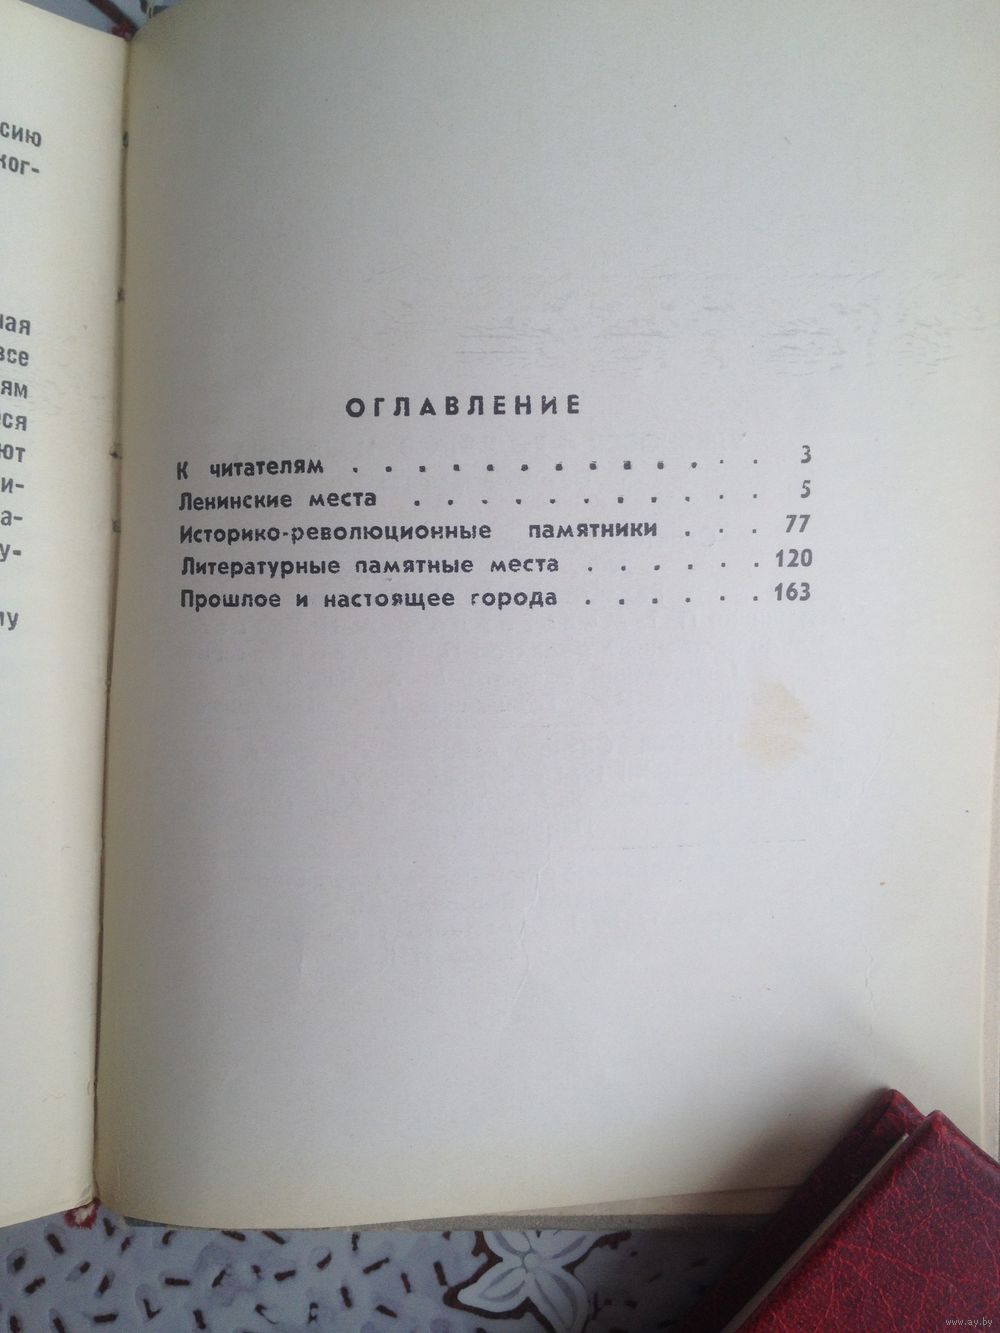 сию
ког-
ная
все
ям
ся
ют
и-
а-
у-
му
ОГЛАВЛЕНИЕ
К читателям . . . . . . . . . . . . . 3
Ленинские места . . . . . . . . . . . 5
Историко-революционные памятники . . . 77
Литературные памятные места . . . . . . 120
Прошлое и настоящее города . . . . . . 163
www.ay.by